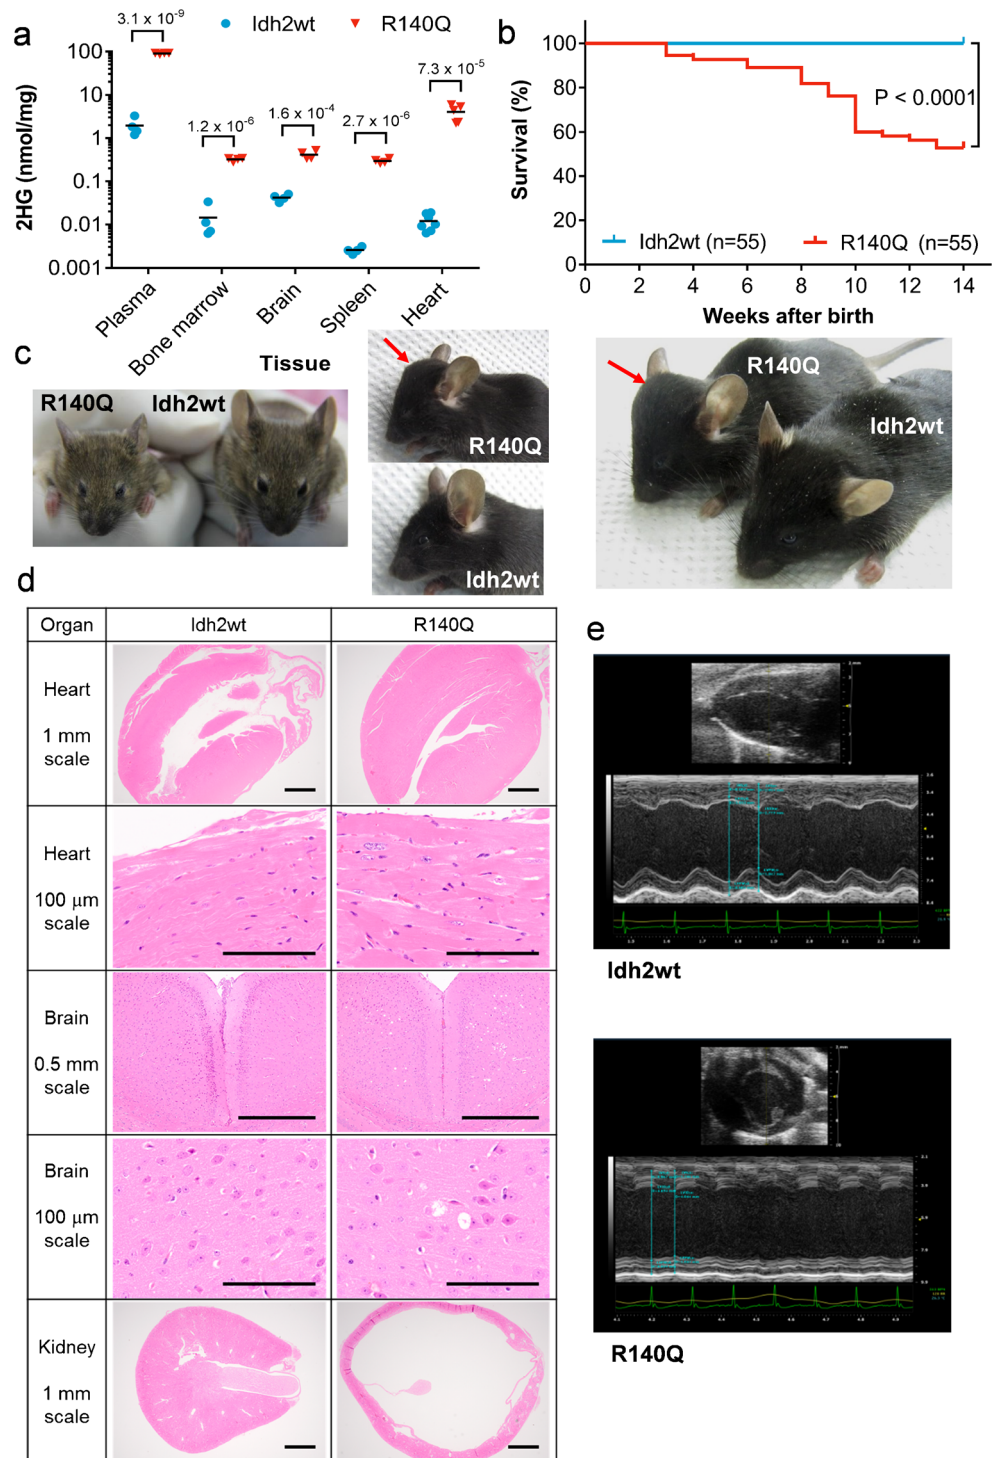 a
Idh2wt
R140Q
3.1 x 10-9
1.2 x 10-6
1.6 x 10-4
2.7 x 10-6
7.3 x 10-5
2HG (nmol/mg)
100
10
1
0.1
0.01
0.001
Plasma
Bone marrow
Brain
Spleen
Heart
Tissue
b
Survival (%)
100
80
60
40
20
0
P < 0.0001
Idh2wt (n=55)
R140Q (n=55)
0 2 4 6 8 10 12 14
Weeks after birth
c
R140Q
Idh2wt
R140Q
Idh2wt
R140Q
Idh2wt
d
Organ
Idh2wt
R140Q
Heart
1 mm
scale
Heart
100 µm
scale
Brain
0.5 mm
scale
Brain
100 µm
scale
Kidney
1 mm
scale
e
Idh2wt
R140Q